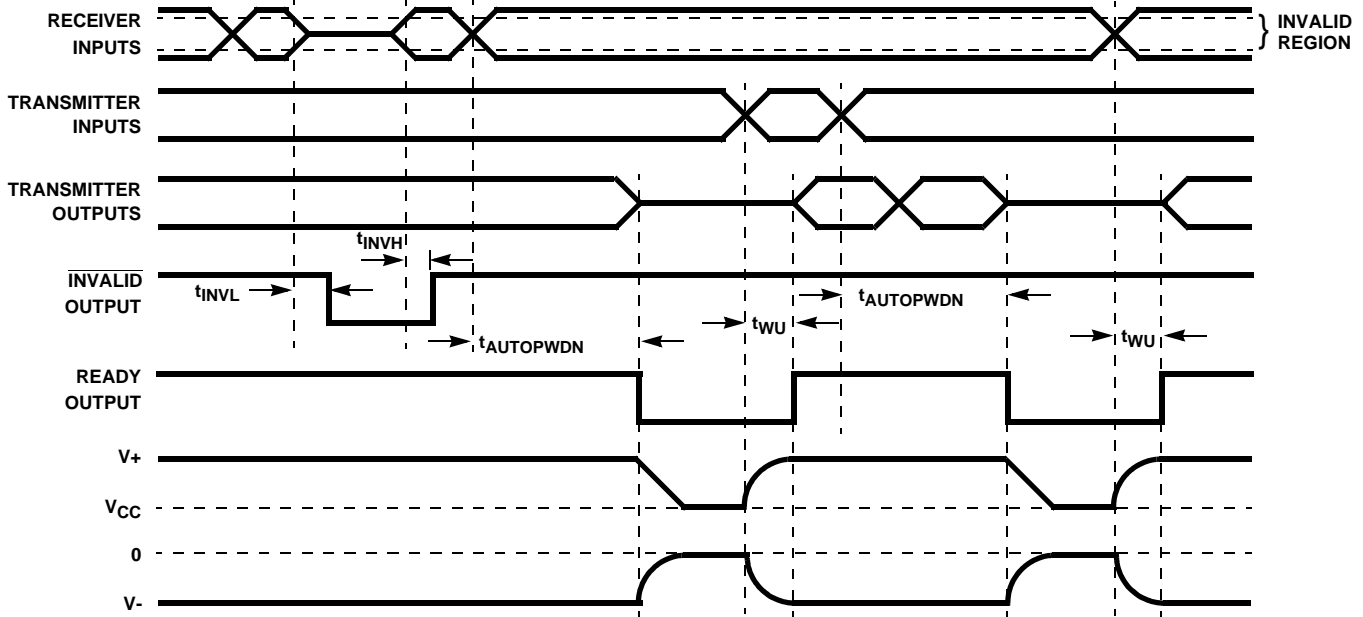 RECEIVER
INPUTS
} INVALID
REGION
TRANSMITTER
INPUTS
TRANSMITTER
OUTPUTS
tINVH
INVALID
OUTPUT
tINVL
tAUTOPWDN
tAUTOPWDN
tWU
tWU
READY
OUTPUT
V+
VCC
0
V-